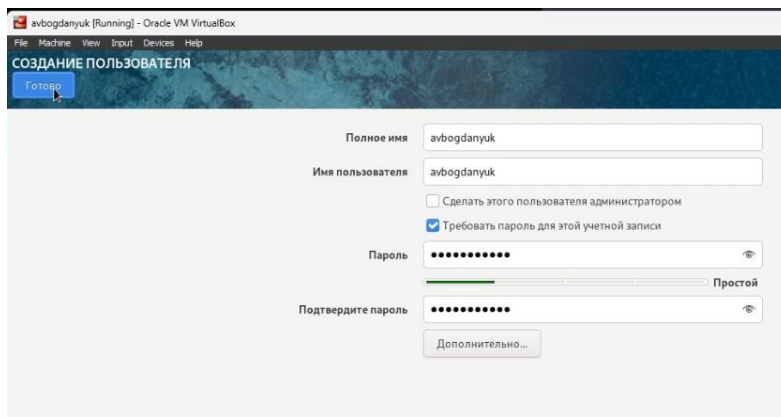 avbogdanyuk [Running] - Oracle VM VirtualBox
File Machine View Input Devices Help
СОЗДАНИЕ ПОЛЬЗОВАТЕЛЯ
Готово
Полное имя avbogdanyuk
Имя пользователя avbogdanyuk
Сделать этого пользователя администратором
Требовать пароль для этой учетной записи
Пароль ●●●●●●●●●●●
Простой
Подтвердите пароль ●●●●●●●●●●●
Дополнительно...